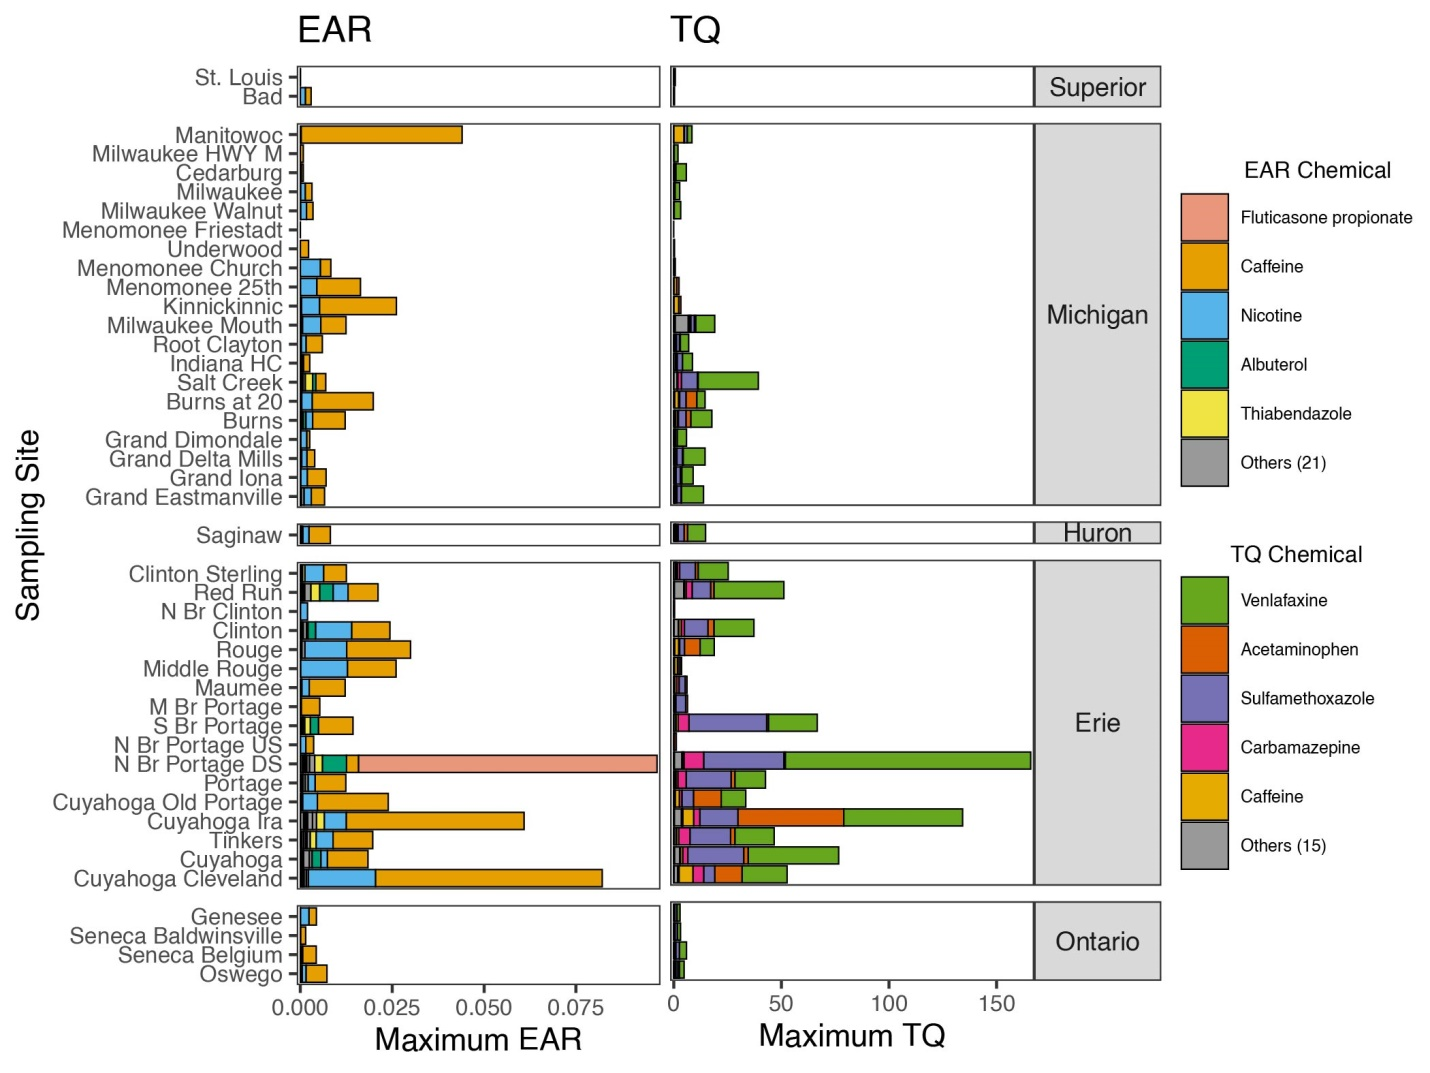 EAR
TQ
St. Louis
Bad
Superior
Manitowoc
Milwaukee HWY M
Cedarburg
Milwaukee
Milwaukee Walnut
Menomonee Friestadt
Underwood
Menomonee Church
Menomonee 25th
Kinnickinnic
Milwaukee Mouth
Root Clayton
Indiana HC
Salt Creek
Burns at 20
Burns
Grand Dimondale
Grand Delta Mills
Grand Iona
Grand Eastmanville
Michigan
Saginaw
Huron
Clinton Sterling
Red Run
N Br Clinton
Clinton
Rouge
Middle Rouge
Maumee
M Br Portage
S Br Portage
N Br Portage US
N Br Portage DS
Portage
Cuyahoga Old Portage
Cuyahoga Ira
Tinkers
Cuyahoga
Cuyahoga Cleveland
Erie
Genesee
Seneca Baldwinsville
Seneca Belgium
Oswego
Ontario
Sampling Site
0.000 0.025 0.050 0.075
Maximum EAR
0 50 100 150
Maximum TQ
EAR Chemical
Fluticasone propionate
Caffeine
Nicotine
Albuterol
Thiabendazole
Others (21)
TQ Chemical
Venlafaxine
Acetaminophen
Sulfamethoxazole
Carbamazepine
Caffeine
Others (15)